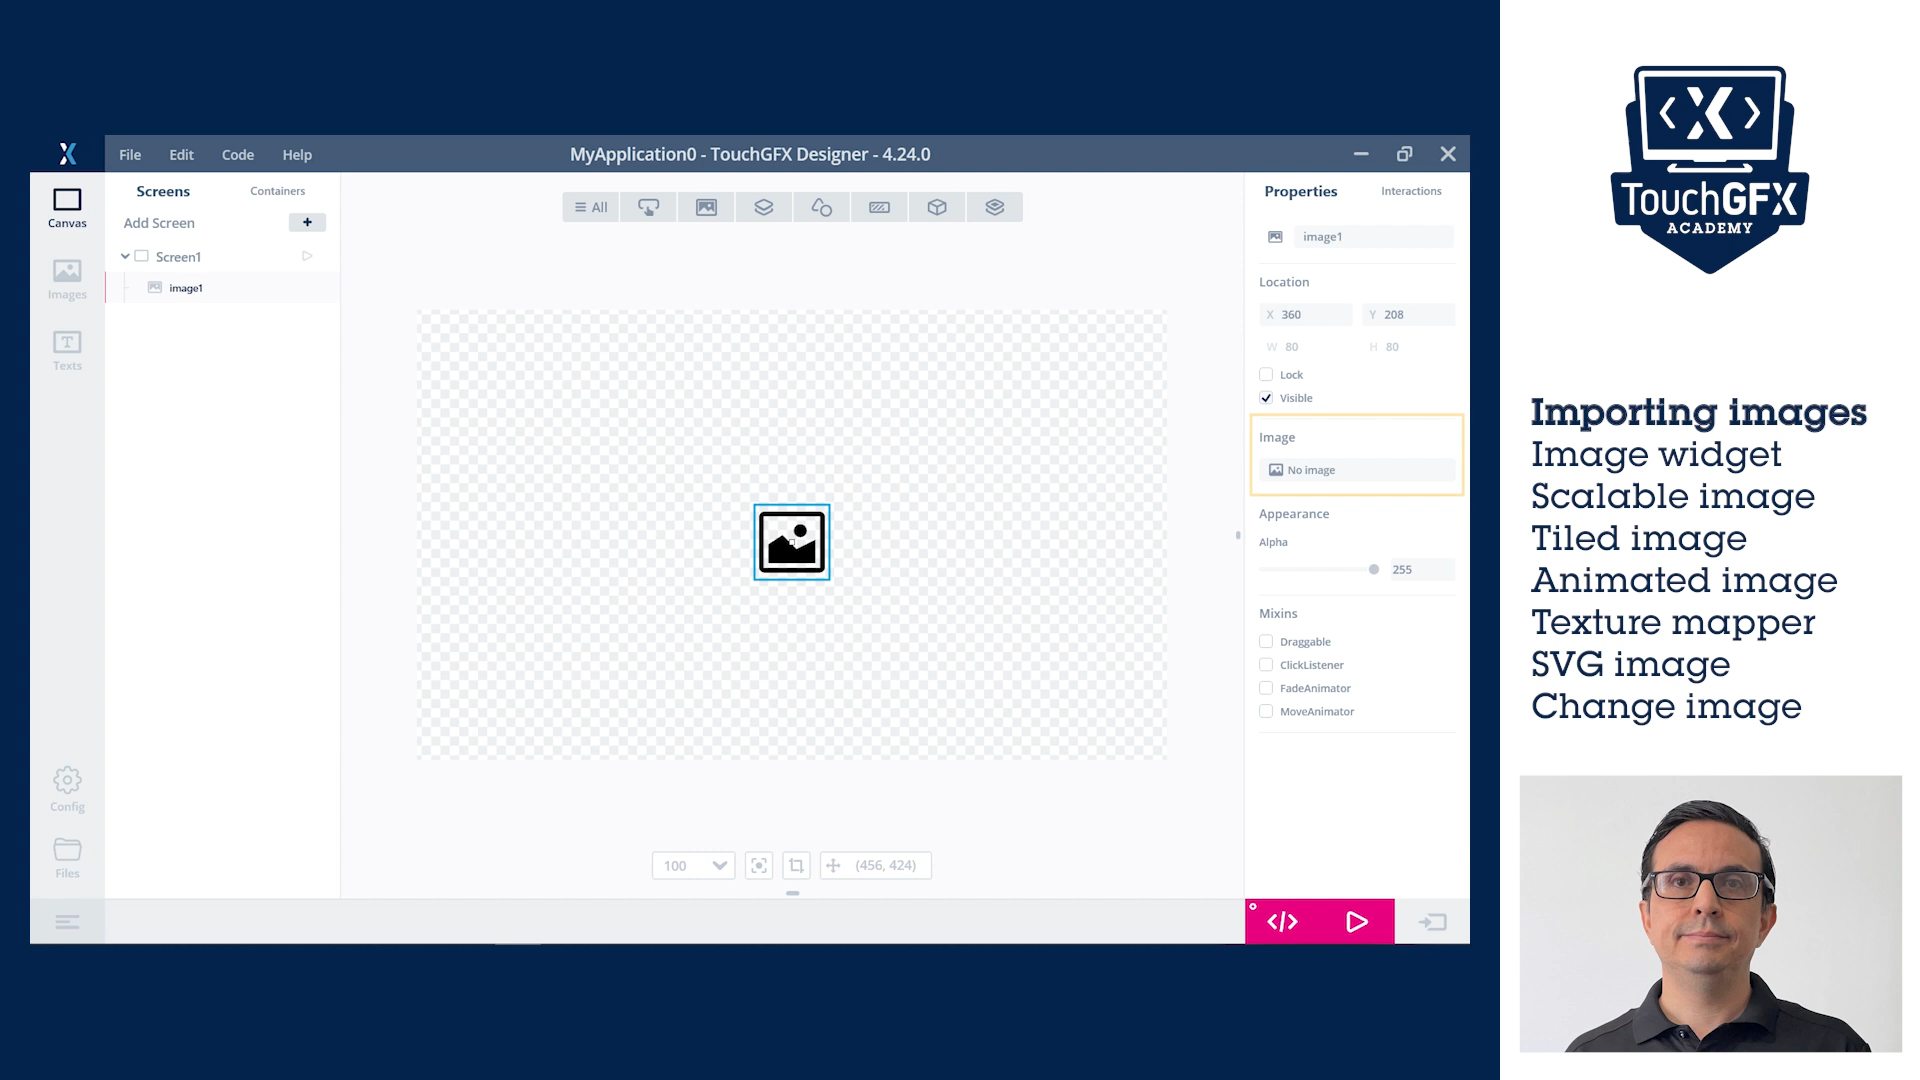 File Edit Code Help
MyApplication0 - TouchGFX Designer - 4.24.0
Canvas
Images
Texts
Config
Files
Screens Containers
Add Screen +
Screen1
image1
All
100
(456, 424)
Properties Interactions
image1
Location
X 360 Y 208
W 80 H 80
Lock
Visible
Image
No image
Appearance
Alpha
255
Mixins
Draggable
ClickListener
FadeAnimator
MoveAnimator
TouchGFX
ACADEMY
Importing images
Image widget
Scalable image
Tiled image
Animated image
Texture mapper
SVG image
Change image